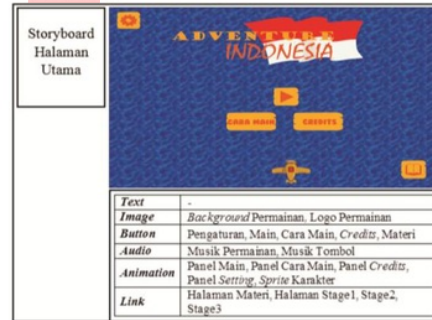 Storyboard
Halaman
Utama
ADVENTURE
INDONESIA
CARA MAIN
CREDITS
Text -
Image Background Permainan, Logo Permainan
Button Pengaturan, Main, Cara Main, Credits, Materi
Audio Musik Permainan, Musik Tombol
Animation Panel Main, Panel Cara Main, Panel Credits,
Panel Setting, Sprite Karakter
Link Halaman Materi, Halaman Stage1, Stage2,
Stage3